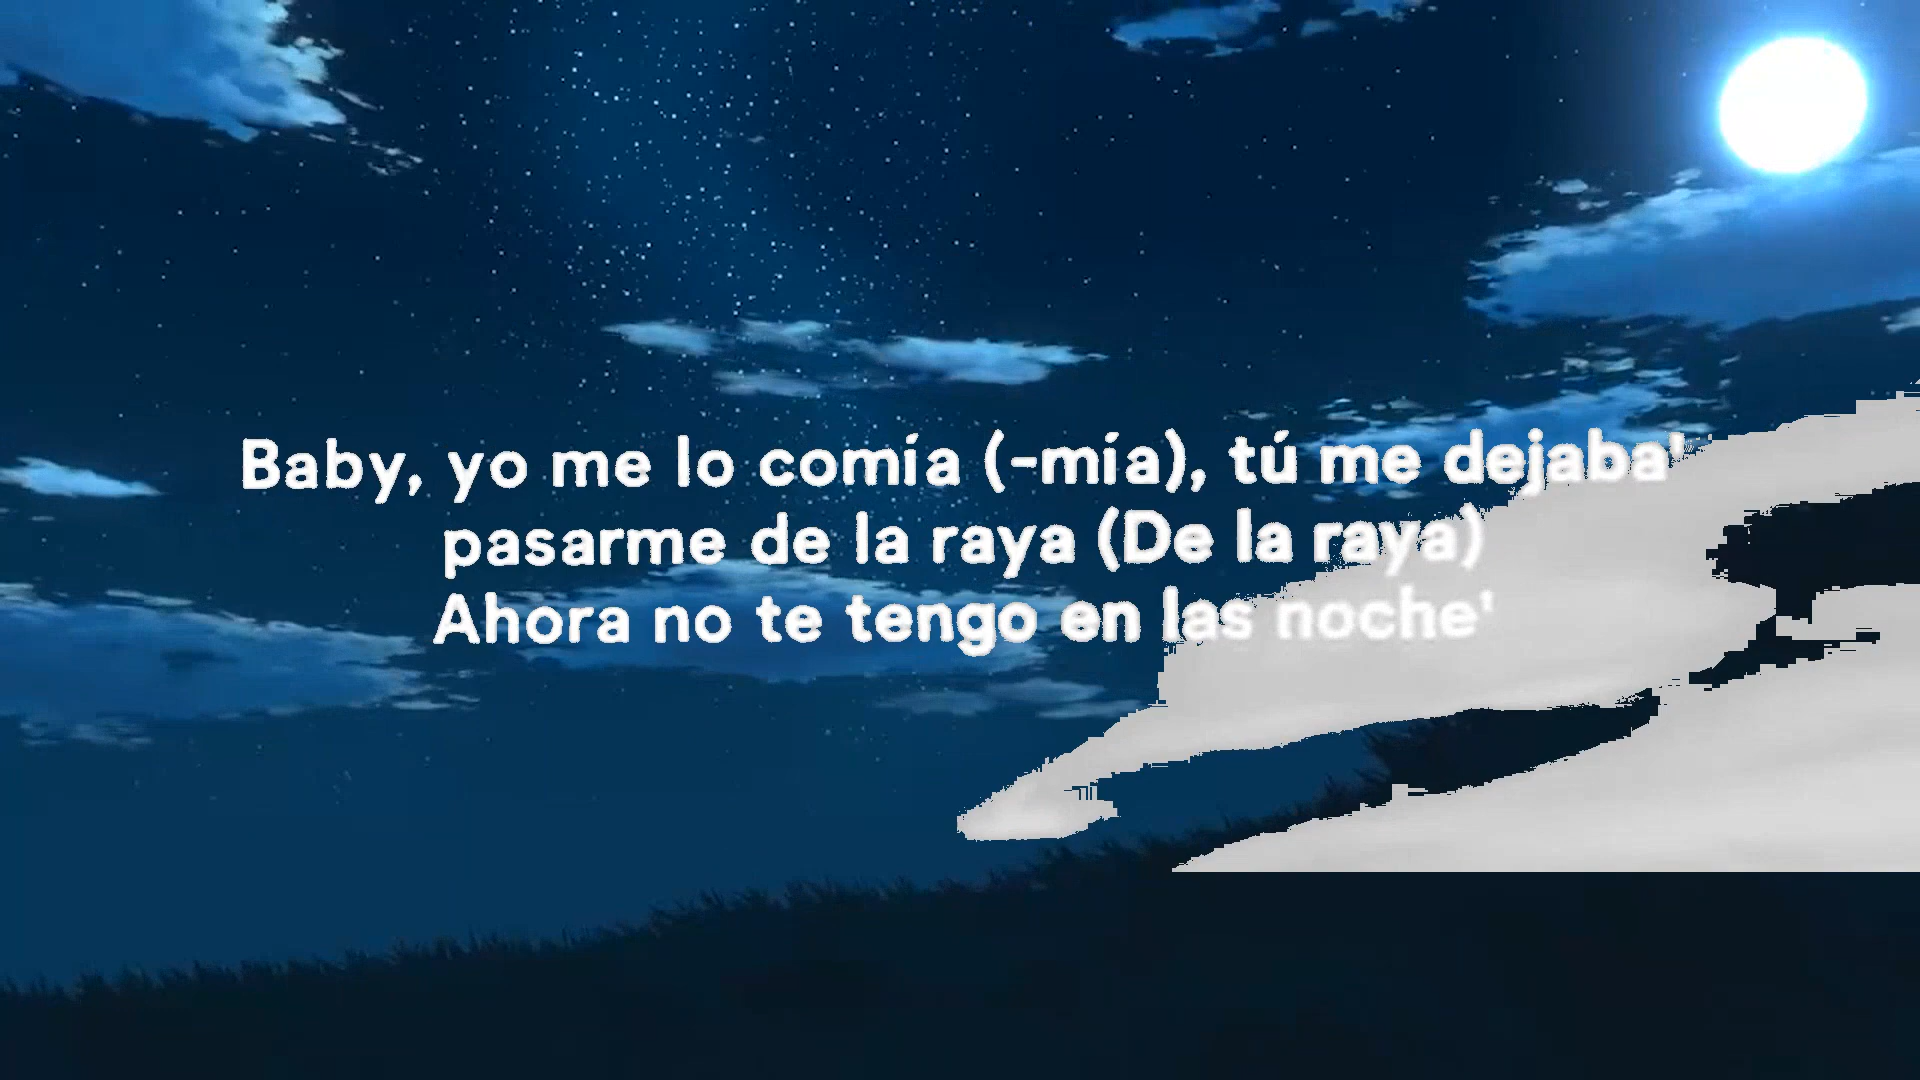 Baby, yo me lo comía (-mía), tú me dejaba'
pasarme de la raya (De la raya)
Ahora no te tengo en las noche'